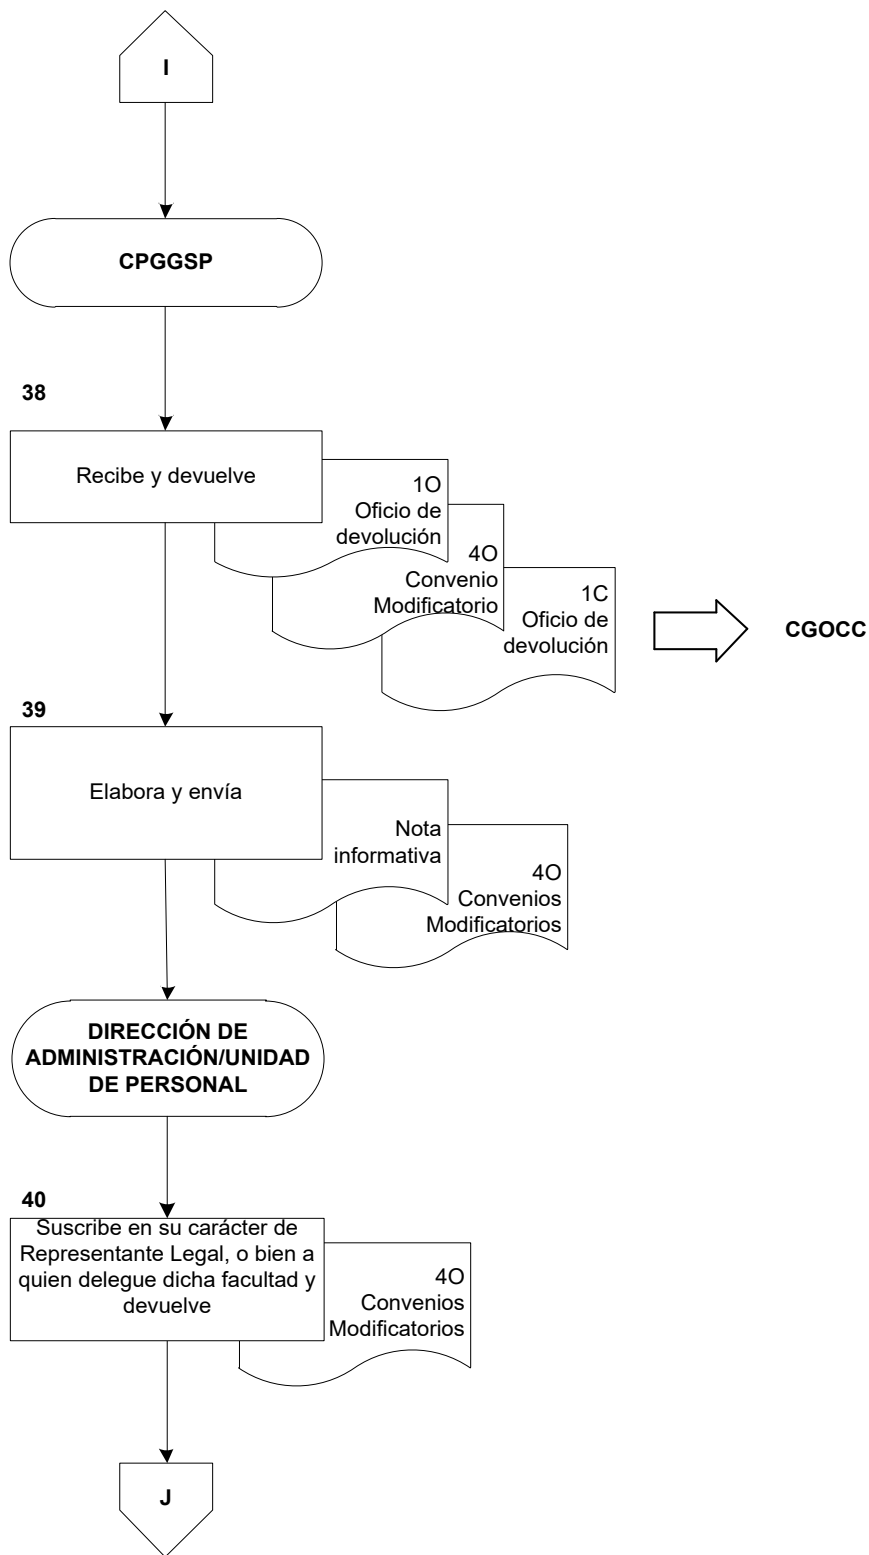 I
CPGGSP
38
Recibe y devuelve
1O
Oficio de
devolución
4O
Convenio
Modificatorio
1C
Oficio de
devolución
CGOCC
39
Elabora y envía
Nota
informativa
4O
Convenios
Modificatorios
DIRECCIÓN DE
ADMINISTRACIÓN/UNIDAD
DE PERSONAL
40
Suscribe en su carácter de
Representante Legal, o bien a
quien delegue dicha facultad y
devuelve
4O
Convenios
Modificatorios
J